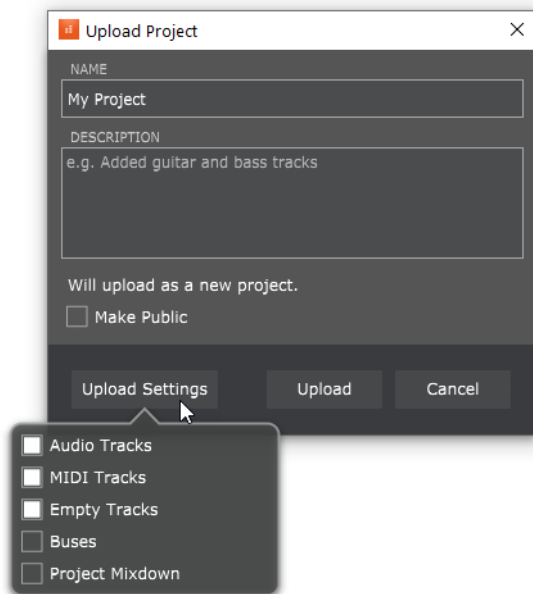 Upload Project
NAME
My Project
DESCRIPTION
e.g. Added guitar and bass tracks
Will upload as a new project.
Make Public
Upload Settings Upload Cancel
Audio Tracks
MIDI Tracks
Empty Tracks
Buses
Project Mixdown